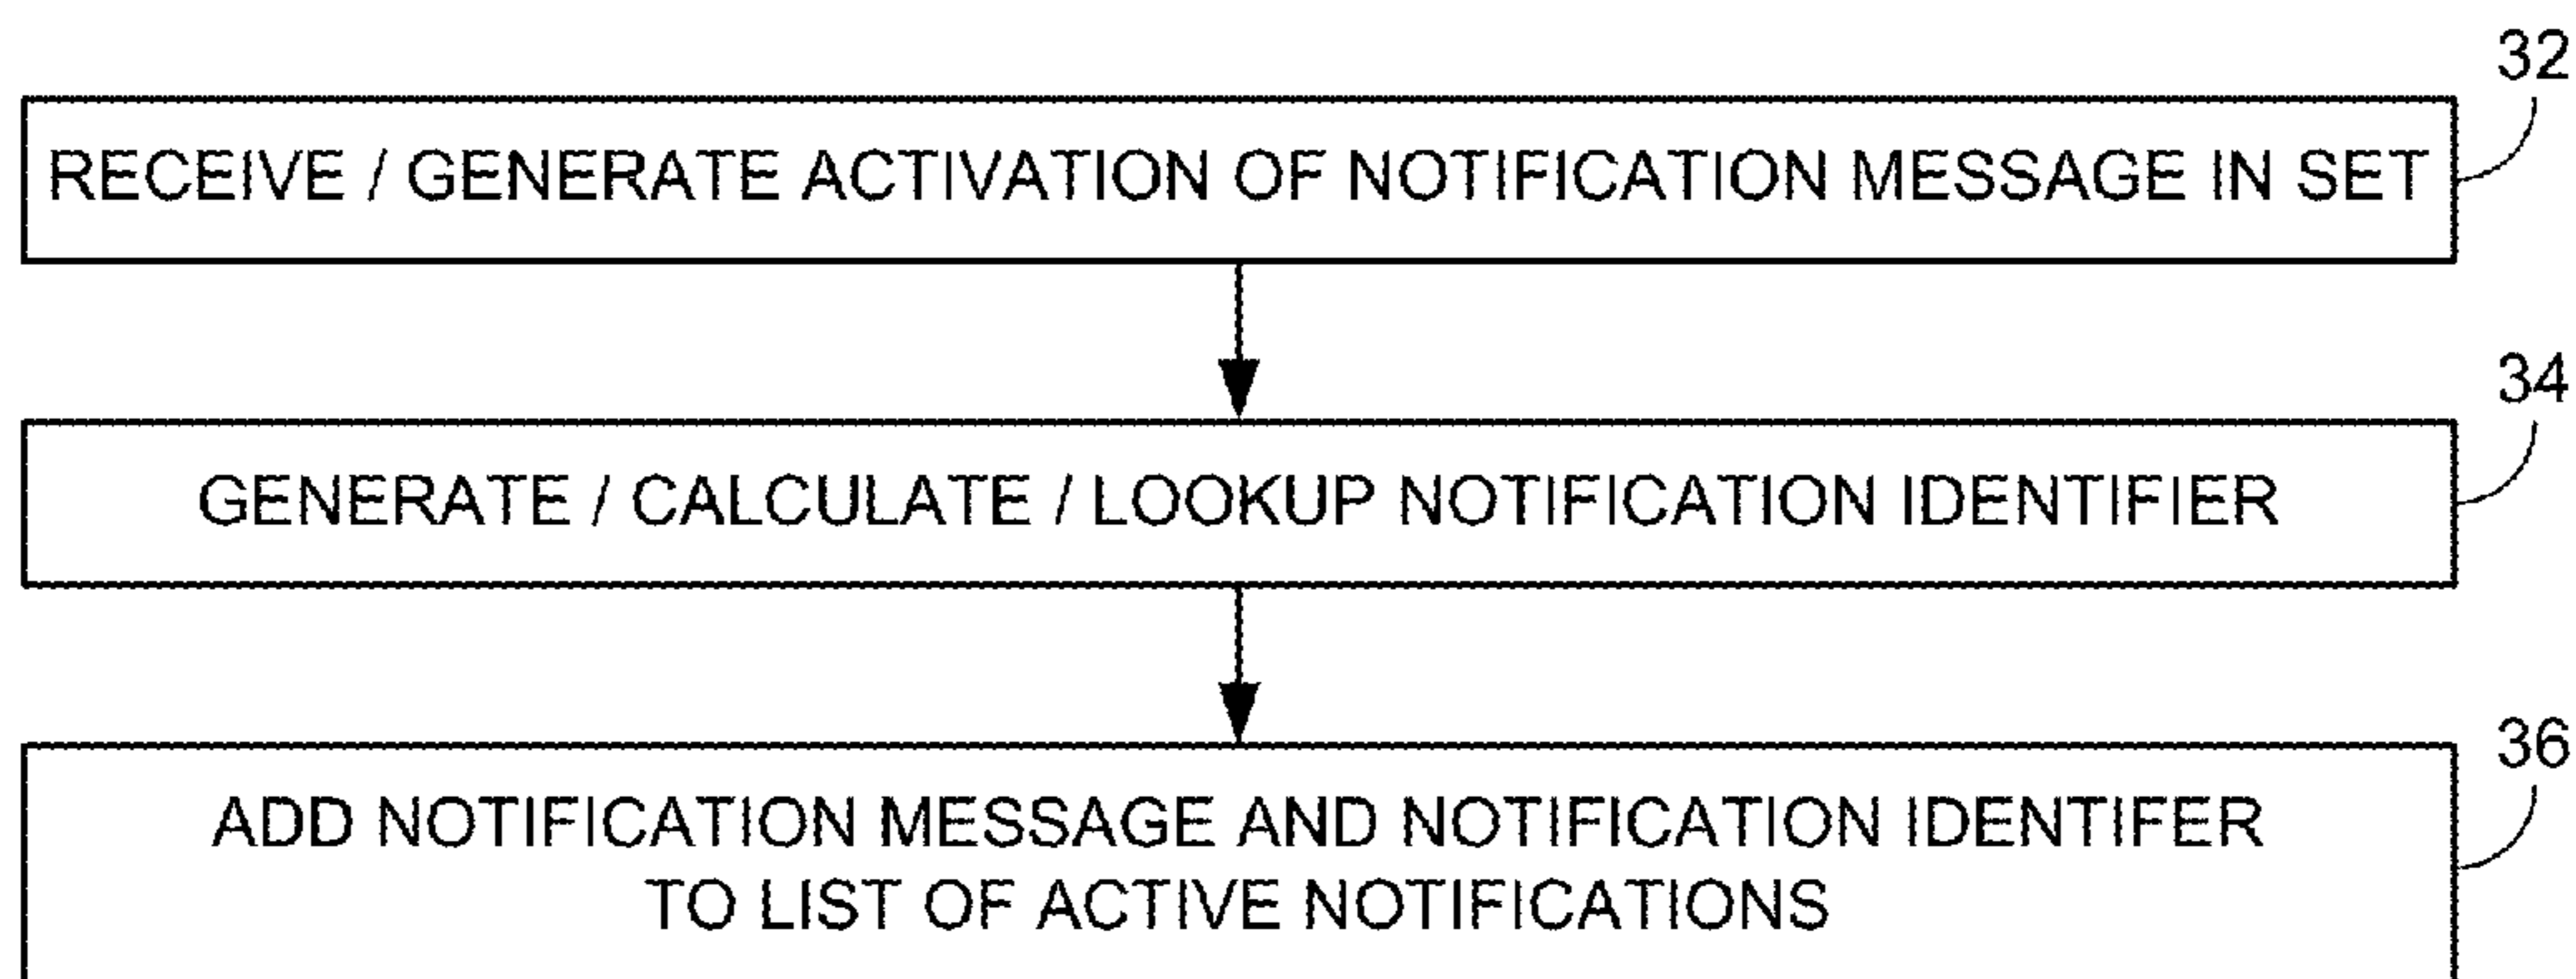 32
RECEIVE / GENERATE ACTIVATION OF NOTIFICATION MESSAGE IN SET
34
GENERATE / CALCULATE / LOOKUP NOTIFICATION IDENTIFIER
36
ADD NOTIFICATION MESSAGE AND NOTIFICATION IDENTIFER
TO LIST OF ACTIVE NOTIFICATIONS